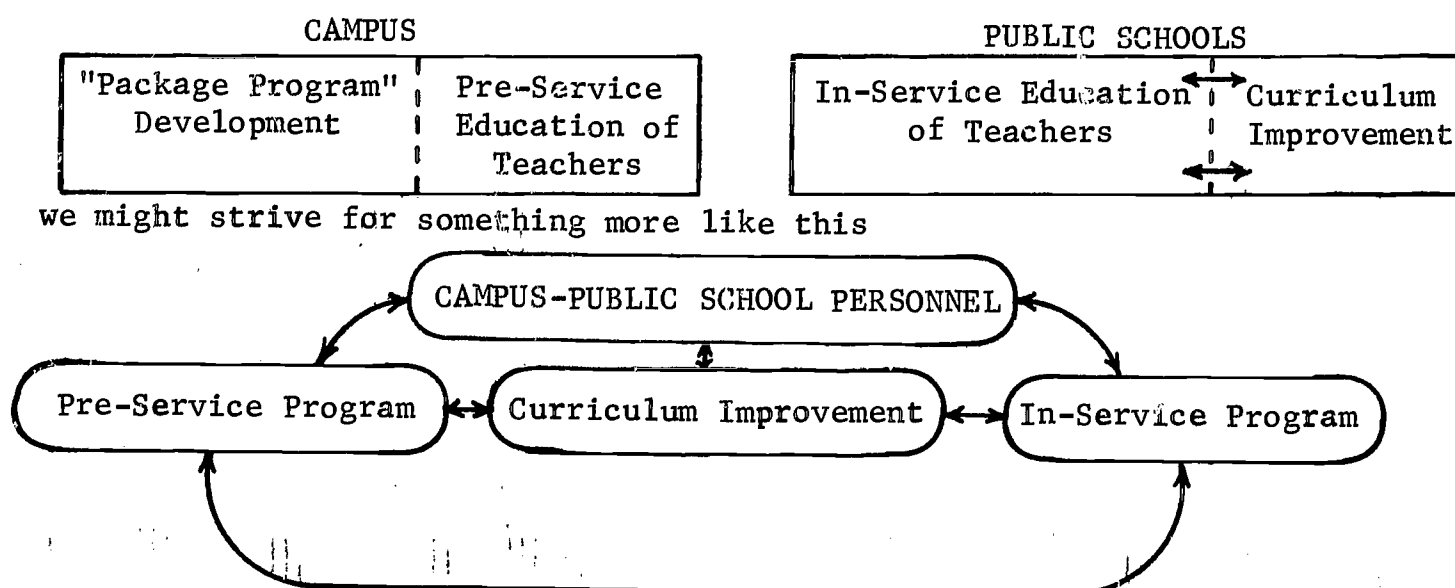 CAMPUS
PUBLIC SCHOOLS
"Package Program"
Development
Pre-Service
Education of
Teachers
In-Service Education
of Teachers
Curriculum
Improvement
we might strive for something more like this
CAMPUS-PUBLIC SCHOOL PERSONNEL
Pre-Service Program
Curriculum Improvement
In-Service Program